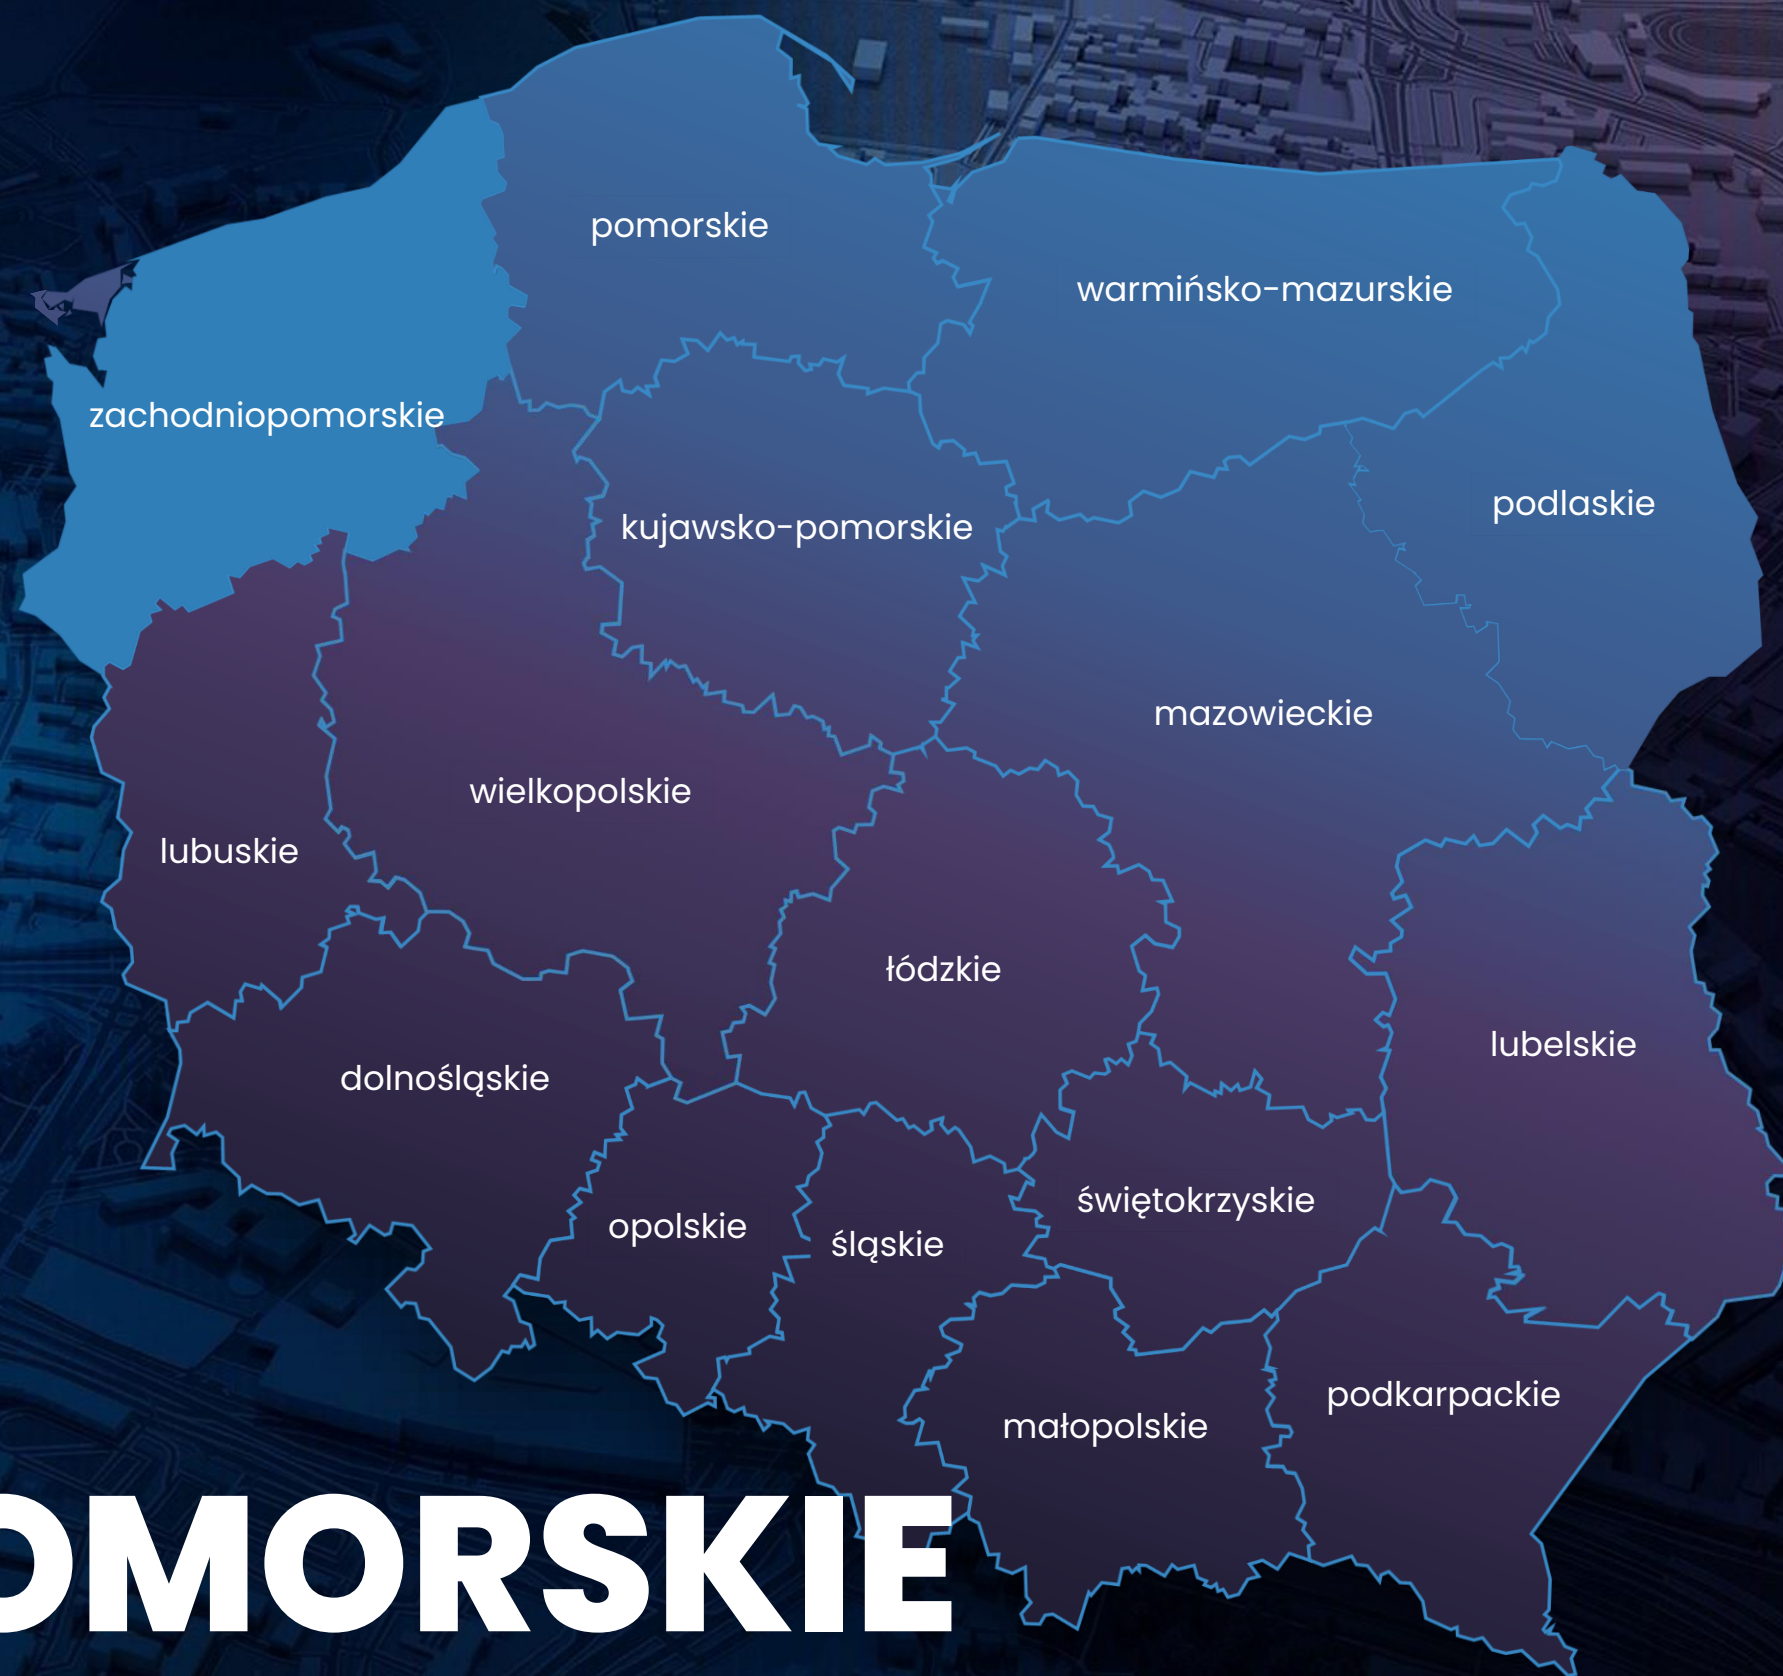 pomorskie
warmińsko-mazurskie
zachodniopomorskie
podlaskie
kujawsko-pomorskie
mazowieckie
wielkopolskie
lubuskie
łódzkie
lubelskie
dolnośląskie
świętokrzyskie
opolskie
śląskie
podkarpackie
małopolskie
OMORSKIE